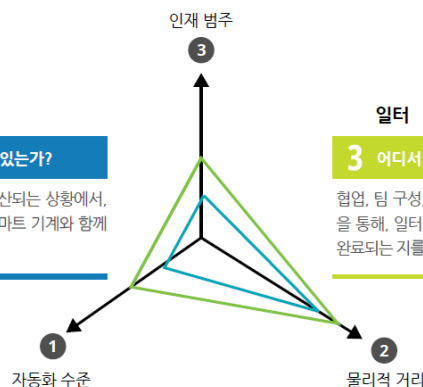 인재 범주
3
일터
있는가?
3 어디서
산되는 상황에서,
마트 기계와 함께
협업, 팀 구성,
을 통해, 일터
완료되는 지를
1
자동화 수준
2
물리적 거리